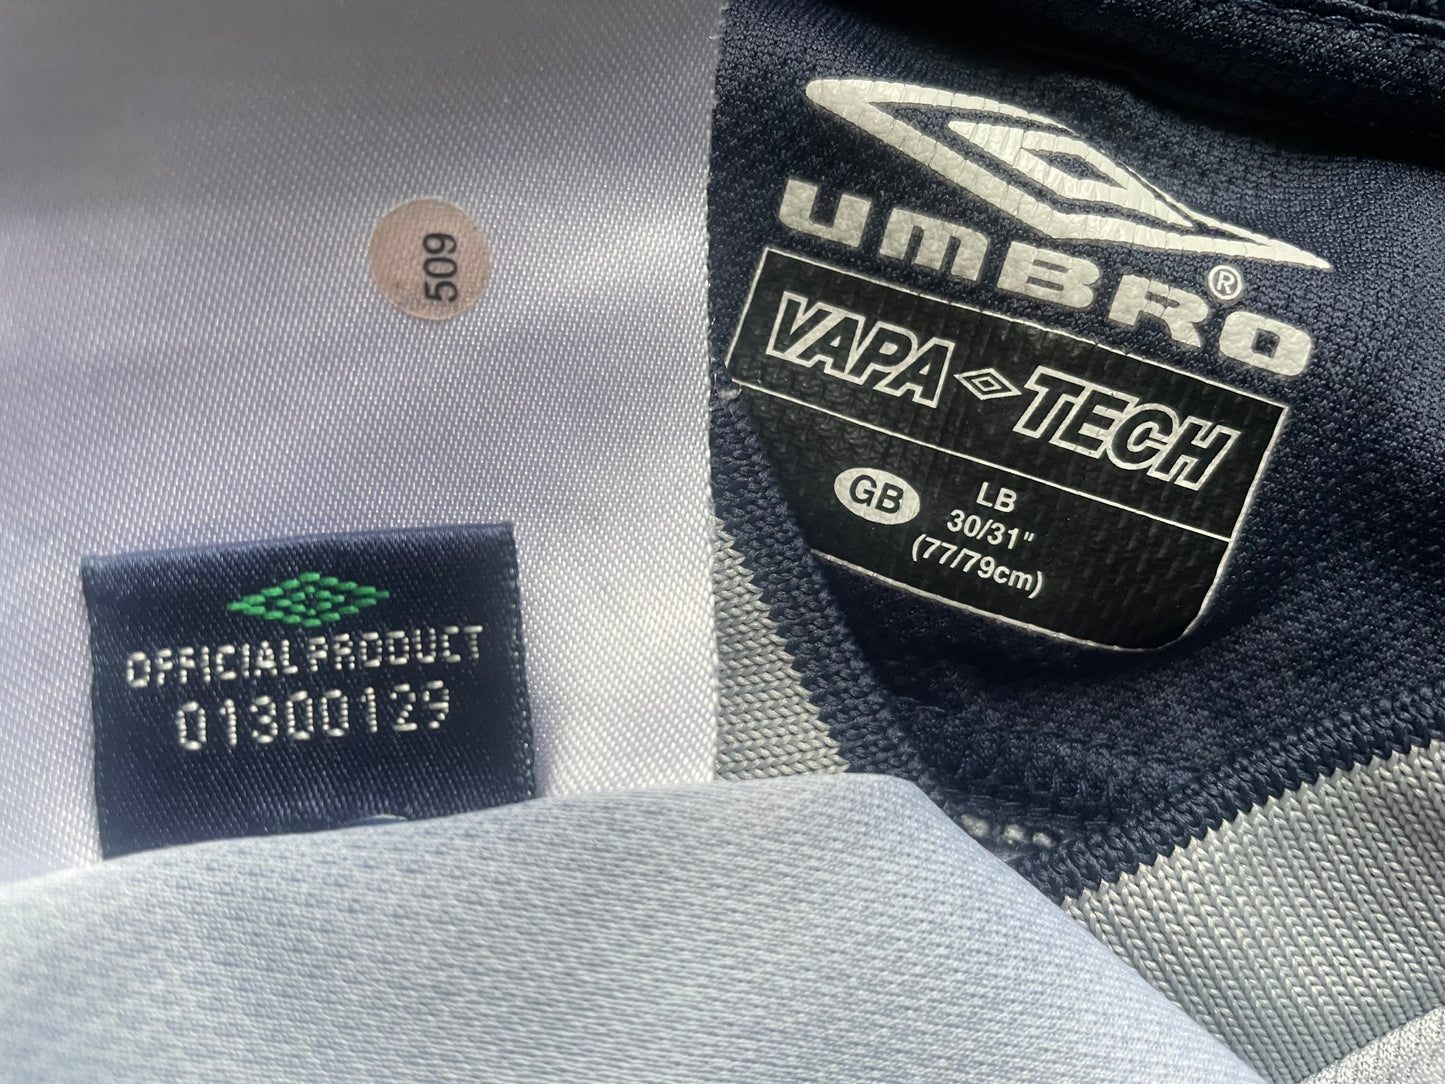 509
OFFICIAL PRODUCT
01300129
UMBRO®
VAPA TECH
GB
LB
30/31"
(77/79cm)